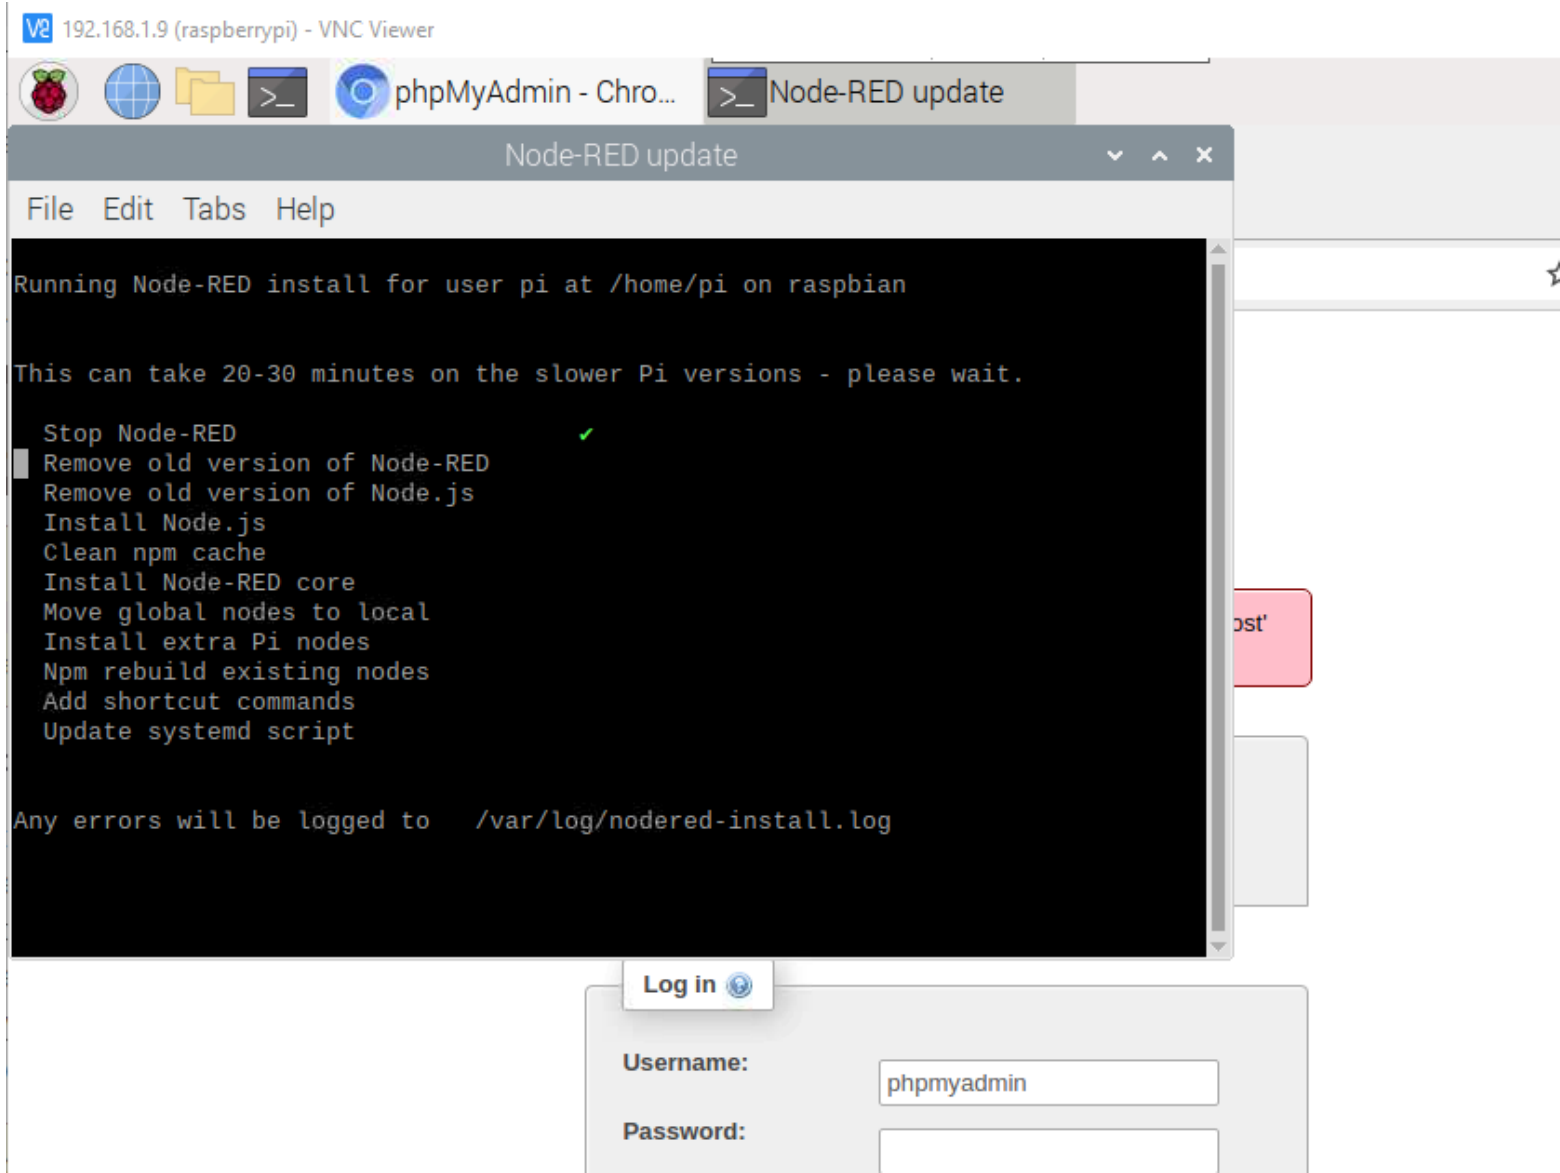 192.168.1.9 (raspberrypi) - VNC Viewer
phpMyAdmin - Chro...
Node-RED update
Node-RED update
File Edit Tabs Help
Running Node-RED install for user pi at /home/pi on raspbian
This can take 20-30 minutes on the slower Pi versions - please wait.
Stop Node-RED ✔
Remove old version of Node-RED
Remove old version of Node.js
Install Node.js
Clean npm cache
Install Node-RED core
Move global nodes to local
Install extra Pi nodes
Npm rebuild existing nodes
Add shortcut commands
Update systemd script
Any errors will be logged to /var/log/nodered-install.log
Log in
Username:
phpmyadmin
Password: